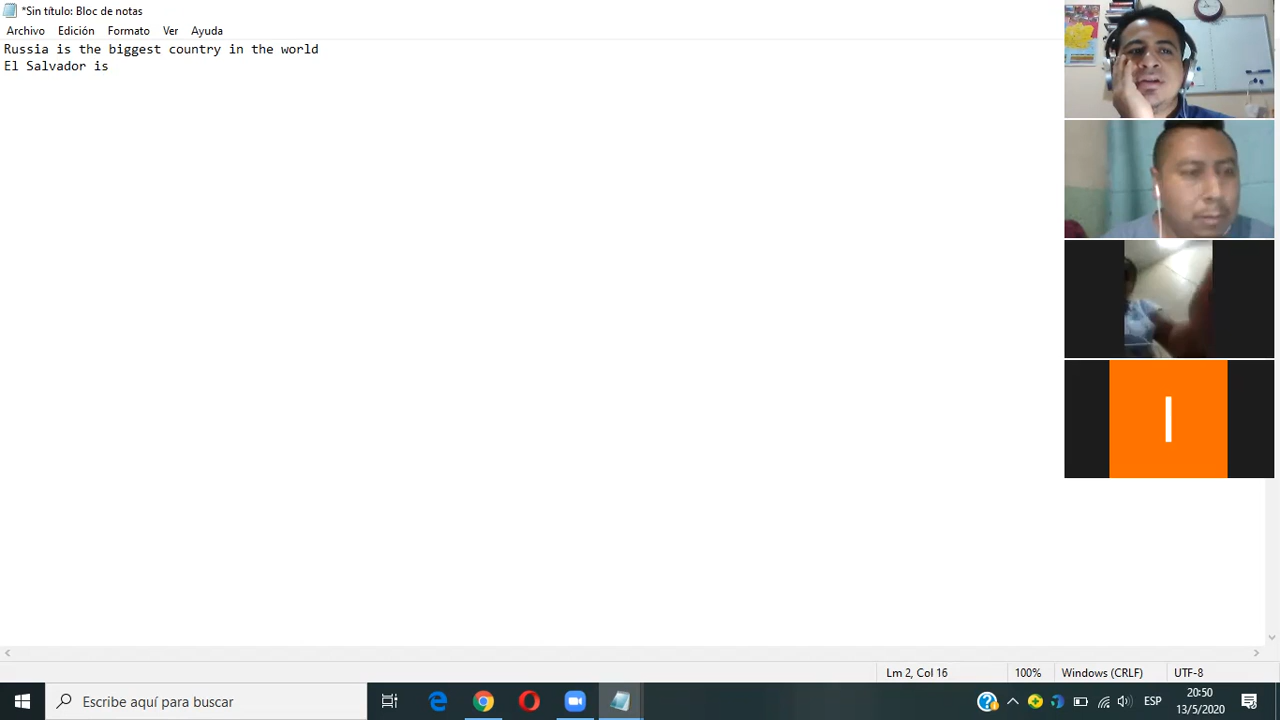 *Sin título: Bloc de notas
Archivo Edición Formato Ver Ayuda
Russia is the biggest country in the world
El Salvador is
I
Lm 2, Col 16 100% Windows (CRLF) UTF-8
Escribe aquí para buscar
ESP
20:50
13/5/2020